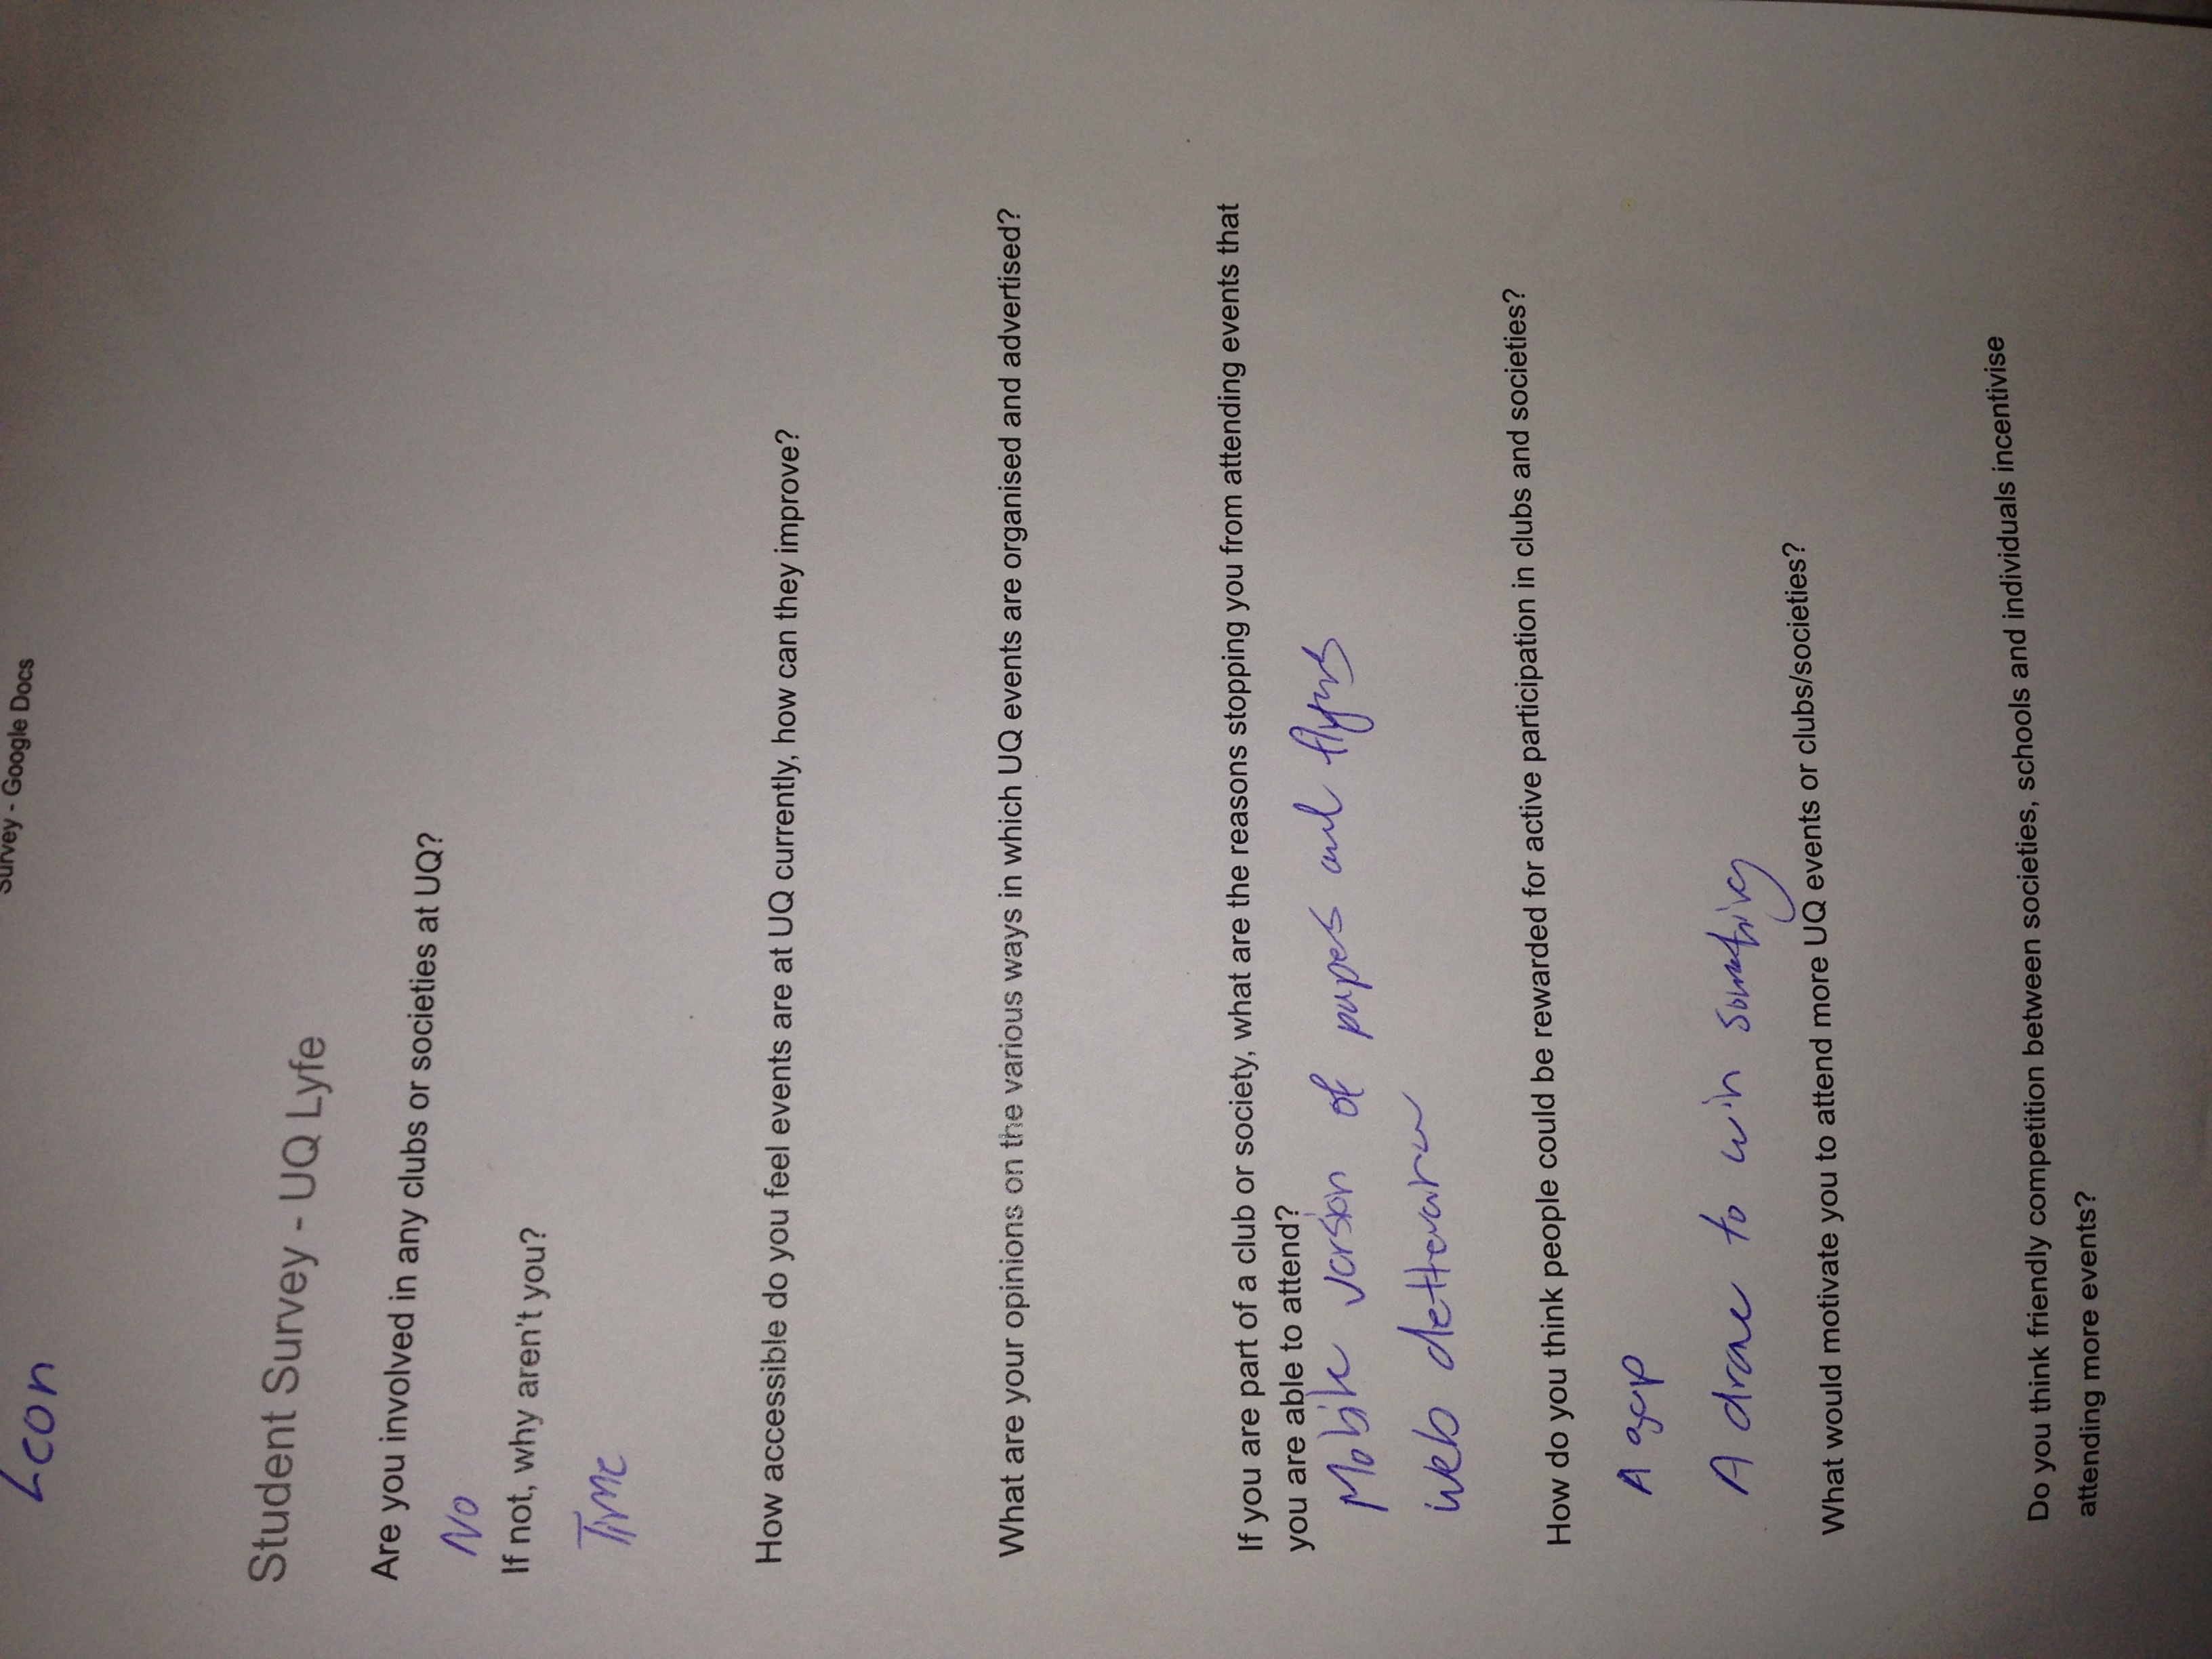 Survey - Google Docs
Leon
Student Survey - UQ Lyfe
Are you involved in any clubs or societies at UQ?
No
If not, why aren't you?
Time
How accessible do you feel events are at UQ currently, how can they improve?
What are your opinions on the various ways in which UQ events are organised and advertised?
If you are part of a club or society, what are the reasons stopping you from attending events that
you are able to attend?
Mobile version of papes and flyers
web
How do you think people could be rewarded for active participation in clubs and societies?
A
A to win something
What would motivate you to attend more UQ events or clubs/societies?
Do you think friendly competition between societies, schools and individuals incentivise
attending more events?